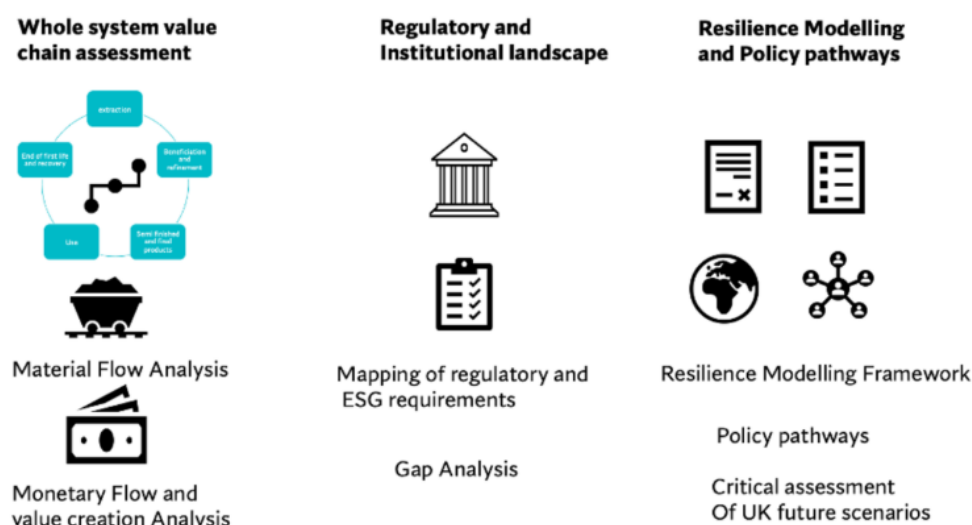 Whole system value
chain assessment
extraction
End of first life
and recovery
Beneficiation
and
refinement
Use
Semi finished
and final
products
Material Flow Analysis
Monetary Flow and
value creation Analysis
Regulatory and
Institutional landscape
Mapping of regulatory and
ESG requirements
Gap Analysis
Resilience Modelling
and Policy pathways
Resilience Modelling Framework
Policy pathways
Critical assessment
Of UK future scenarios